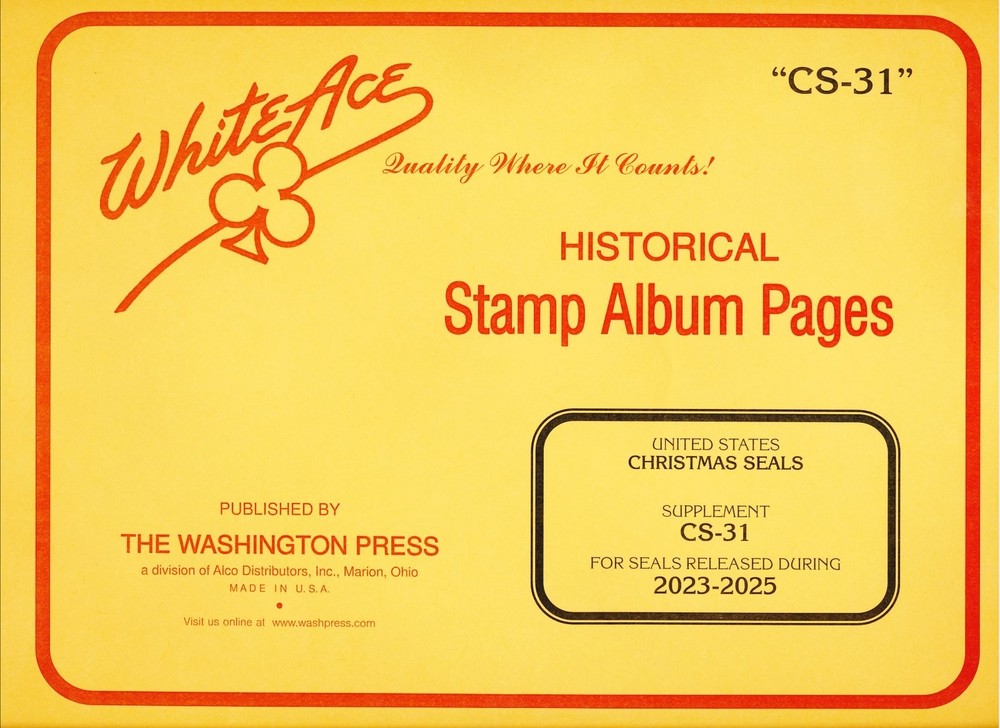 White Ace
"CS-31"
Quality Where It Counts!
HISTORICAL
Stamp Album Pages
UNITED STATES
CHRISTMAS SEALS
SUPPLEMENT
CS-31
FOR SEALS RELEASED DURING
2023-2025
PUBLISHED BY
THE WASHINGTON PRESS
a division of Alco Distributors, Inc., Marion, Ohio
MADE IN U.S.A.
Visit us online at www.washpress.com